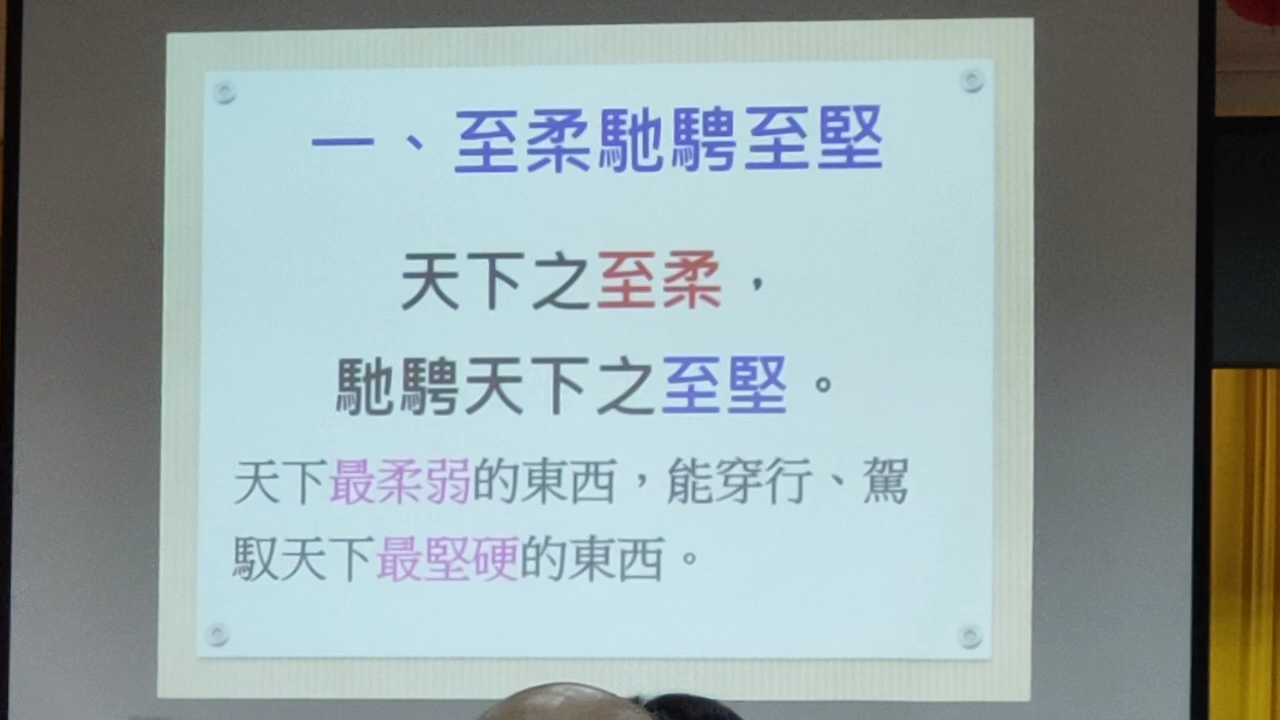 一、至柔馳騁至堅
天下之至柔，
馳騁天下之至堅。
天下最柔弱的東西，能穿行、駕
馭天下最堅硬的東西。